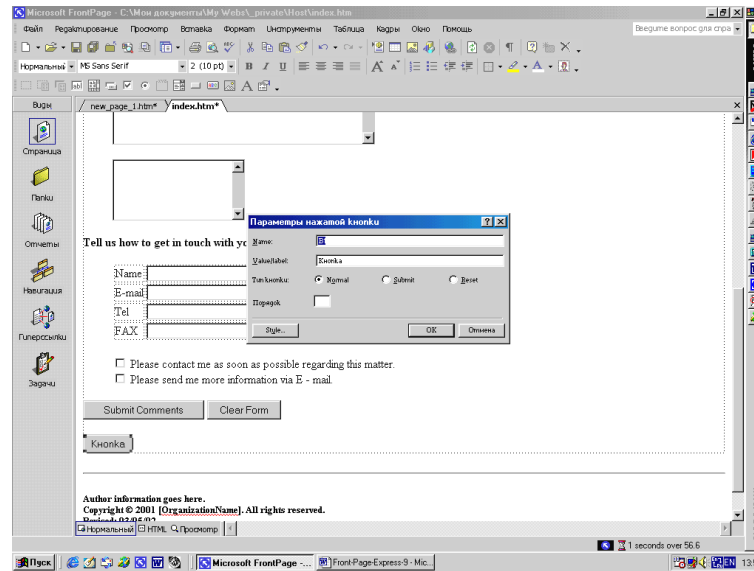 Microsoft FrontPage - C:\Мои документы\My Webs\_private\Host\index.htm
Файл Редактирование Просмотр Вставка Формат Инструменты Таблица Кадры Окно Помощь
Введите вопрос для спра
Нормальный MS Sans Serif 2 (10 pt)
Виды
new_page_1.htm* index.htm*
Страница
Папки
Отчеты
Навигация
Гиперссылки
Задачи
Tell us how to get in touch with yo
Name
E-mail
Tel
FAX
Параметры нажатой кнопки
Name: B1
Value/label: Кнопка
Тип кнопки: Normal Submit Reset
Порядок
Style... OK Отмена
Please contact me as soon as possible regarding this matter.
Please send me more information via E - mail.
Submit Comments Clear Form
Кнопка
Author information goes here.
Copyright © 2001 [OrganizationName]. All rights reserved.
Revised: 03/05/02
Нормальный HTML Просмотр
1 seconds over 56.6
Пуск Microsoft FrontPage -... Front-Page-Express-9 - Mic... EN